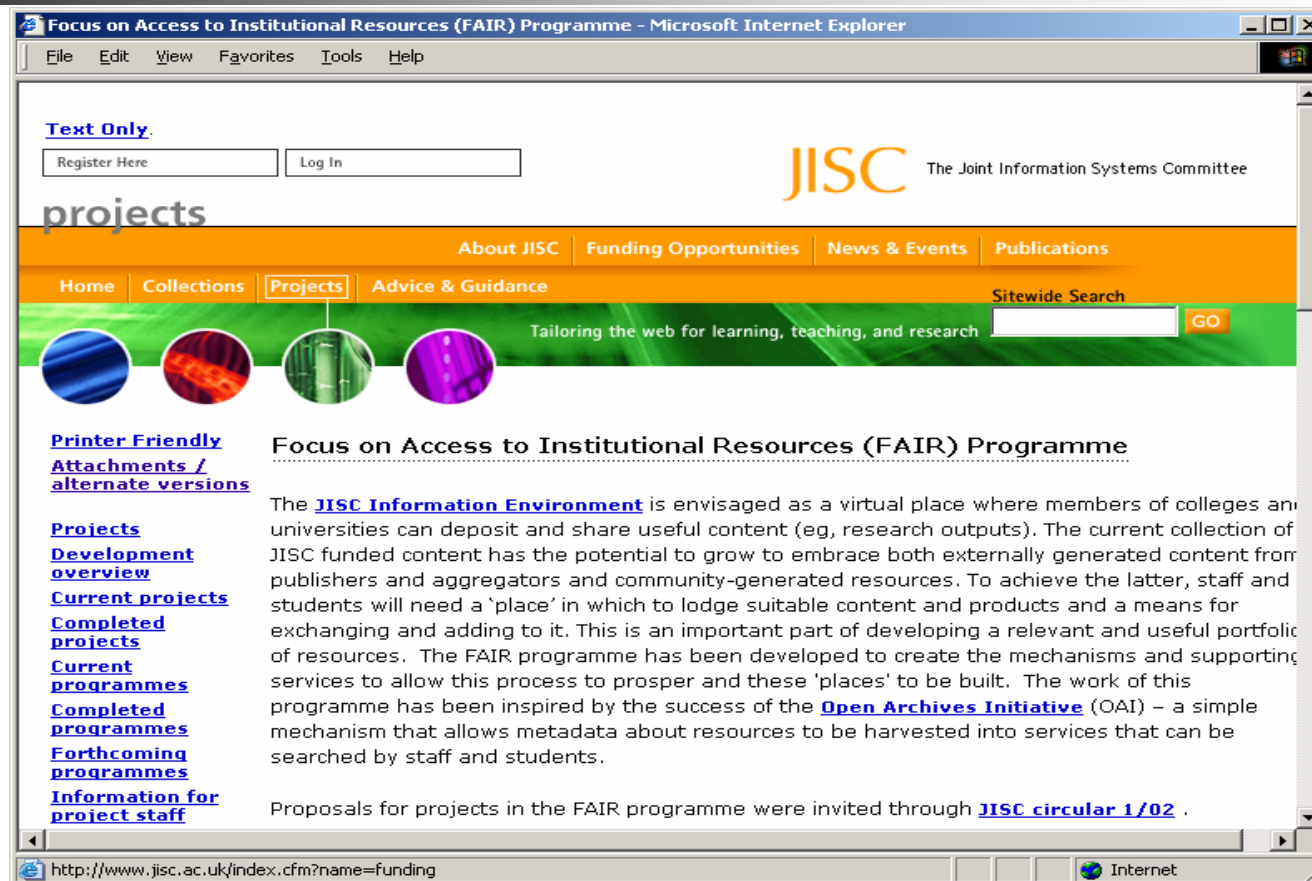 Focus on Access to Institutional Resources (FAIR) Programme - Microsoft Internet Explorer
File Edit View Favorites Tools Help
Text Only.
Register Here Log In
JISC The Joint Information Systems Committee
projects
About JISC Funding Opportunities News & Events Publications
Home Collections Projects Advice & Guidance
Sitewide Search
Tailoring the web for learning, teaching, and research
GO
Printer Friendly
Attachments /
alternate versions
Projects
Development
overview
Current projects
Completed
projects
Current
programmes
Completed
programmes
Forthcoming
programmes
Information for
project staff
Focus on Access to Institutional Resources (FAIR) Programme
The JISC Information Environment is envisaged as a virtual place where members of colleges and
universities can deposit and share useful content (eg, research outputs). The current collection of
JISC funded content has the potential to grow to embrace both externally generated content from
publishers and aggregators and community-generated resources. To achieve the latter, staff and
students will need a 'place' in which to lodge suitable content and products and a means for
exchanging and adding to it. This is an important part of developing a relevant and useful portfolio
of resources. The FAIR programme has been developed to create the mechanisms and supporting
services to allow this process to prosper and these 'places' to be built. The work of this
programme has been inspired by the success of the Open Archives Initiative (OAI) – a simple
mechanism that allows metadata about resources to be harvested into services that can be
searched by staff and students.
Proposals for projects in the FAIR programme were invited through JISC circular 1/02 .
http://www.jisc.ac.uk/index.cfm?name=funding Internet